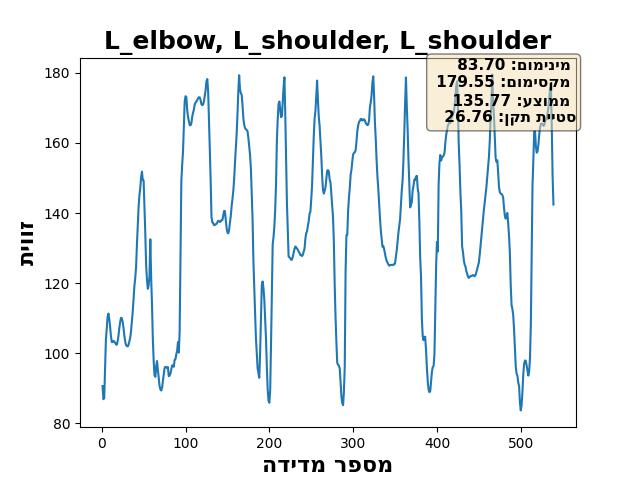 L_elbow, L_shoulder, L_shoulder
מינימום: 83.70
מקסימום: 179.55
ממוצע: 135.77
סטיית תקן: 26.76
זווית
180
160
140
120
100
80
0 100 200 300 400 500
מספר מדידה